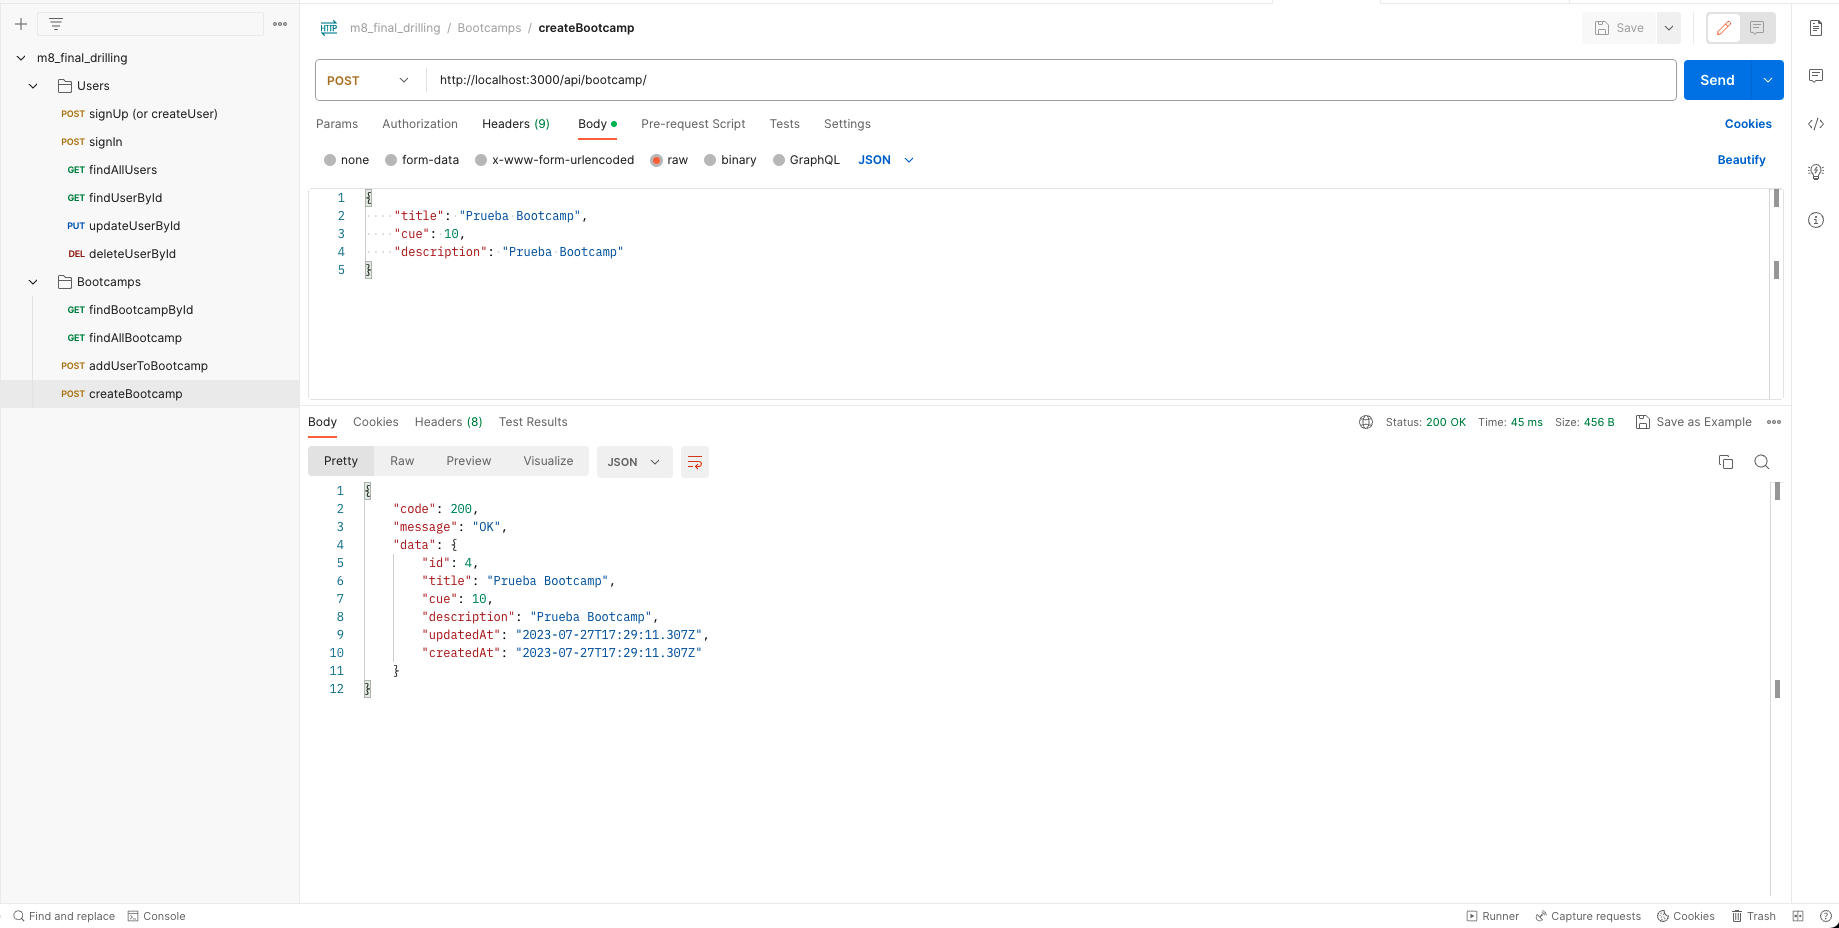 m8_final_drilling
Users
POST signUp (or createUser)
POST signIn
GET findAllUsers
GET findUserById
PUT updateUserById
DEL deleteUserById
Bootcamps
GET findBootcampById
GET findAllBootcamp
POST addUserToBootcamp
POST createBootcamp
HTTP m8_final_drilling / Bootcamps / createBootcamp
Save
POST http://localhost:3000/api/bootcamp/
Send
Params Authorization Headers (9) Body Pre-request Script Tests Settings
Cookies
none form-data x-www-form-urlencoded raw binary GraphQL JSON
Beautify
1 {
2 "title": "Prueba Bootcamp",
3 "cue": 10,
4 "description": "Prueba Bootcamp"
5 }
Body Cookies Headers (8) Test Results
Status: 200 OK Time: 45 ms Size: 456 B Save as Example
Pretty Raw Preview Visualize JSON
1 {
2 "code": 200,
3 "message": "OK",
4 "data": {
5 "id": 4,
6 "title": "Prueba Bootcamp",
7 "cue": 10,
8 "description": "Prueba Bootcamp",
9 "updatedAt": "2023-07-27T17:29:11.307Z",
10 "createdAt": "2023-07-27T17:29:11.307Z"
11 }
12 }
Find and replace Console
Runner Capture requests Cookies Trash